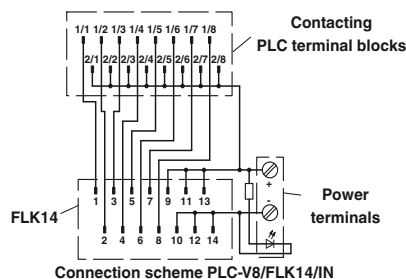 Contacting
PLC terminal blocks
1/1 1/2 1/3 1/4 1/5 1/6 1/7 1/8
2/1 2/2 2/3 2/4 2/5 2/6 2/7 2/8
FLK14
1 3 5 7 9 11 13
2 4 6 8 10 12 14
+
-
Power
terminals
Connection scheme PLC-V8/FLK14/IN